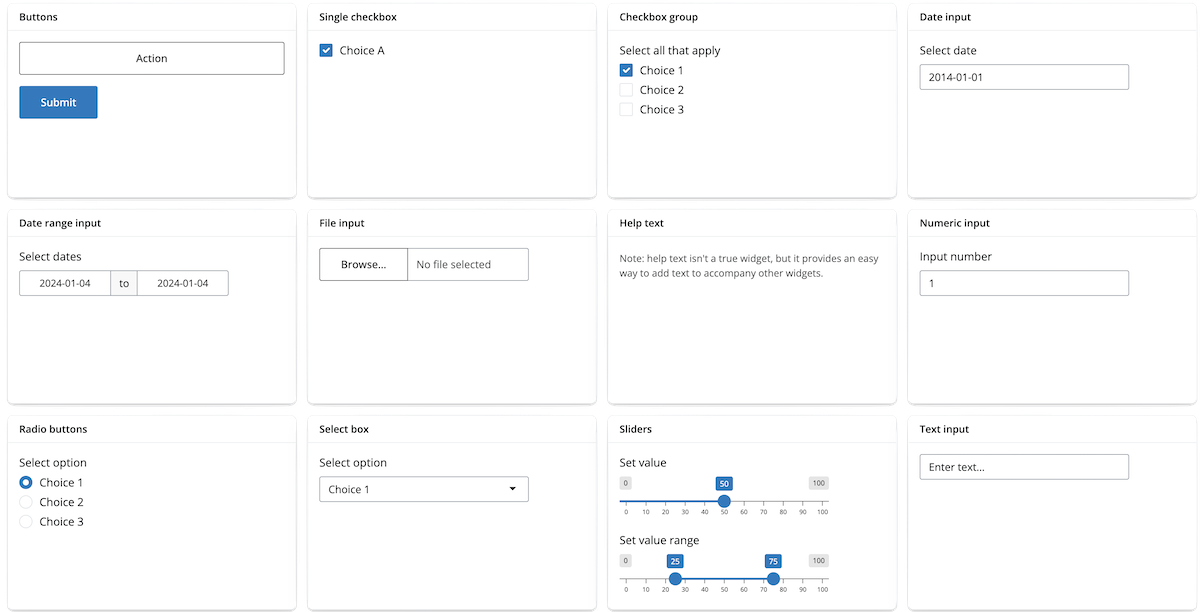 Buttons
Action
Submit
Single checkbox
Choice A
Checkbox group
Select all that apply
Choice 1
Choice 2
Choice 3
Date input
Select date
2014-01-01
Date range input
Select dates
2024-01-04 to 2024-01-04
File input
Browse... No file selected
Help text
Note: help text isn't a true widget, but it provides an easy
way to add text to accompany other widgets.
Numeric input
Input number
1
Radio buttons
Select option
Choice 1
Choice 2
Choice 3
Select box
Select option
Choice 1
Sliders
Set value
0 50 100
0 10 20 30 40 50 60 70 80 90 100
Set value range
0 25 75 100
0 10 20 30 40 50 60 70 80 90 100
Text input
Enter text...